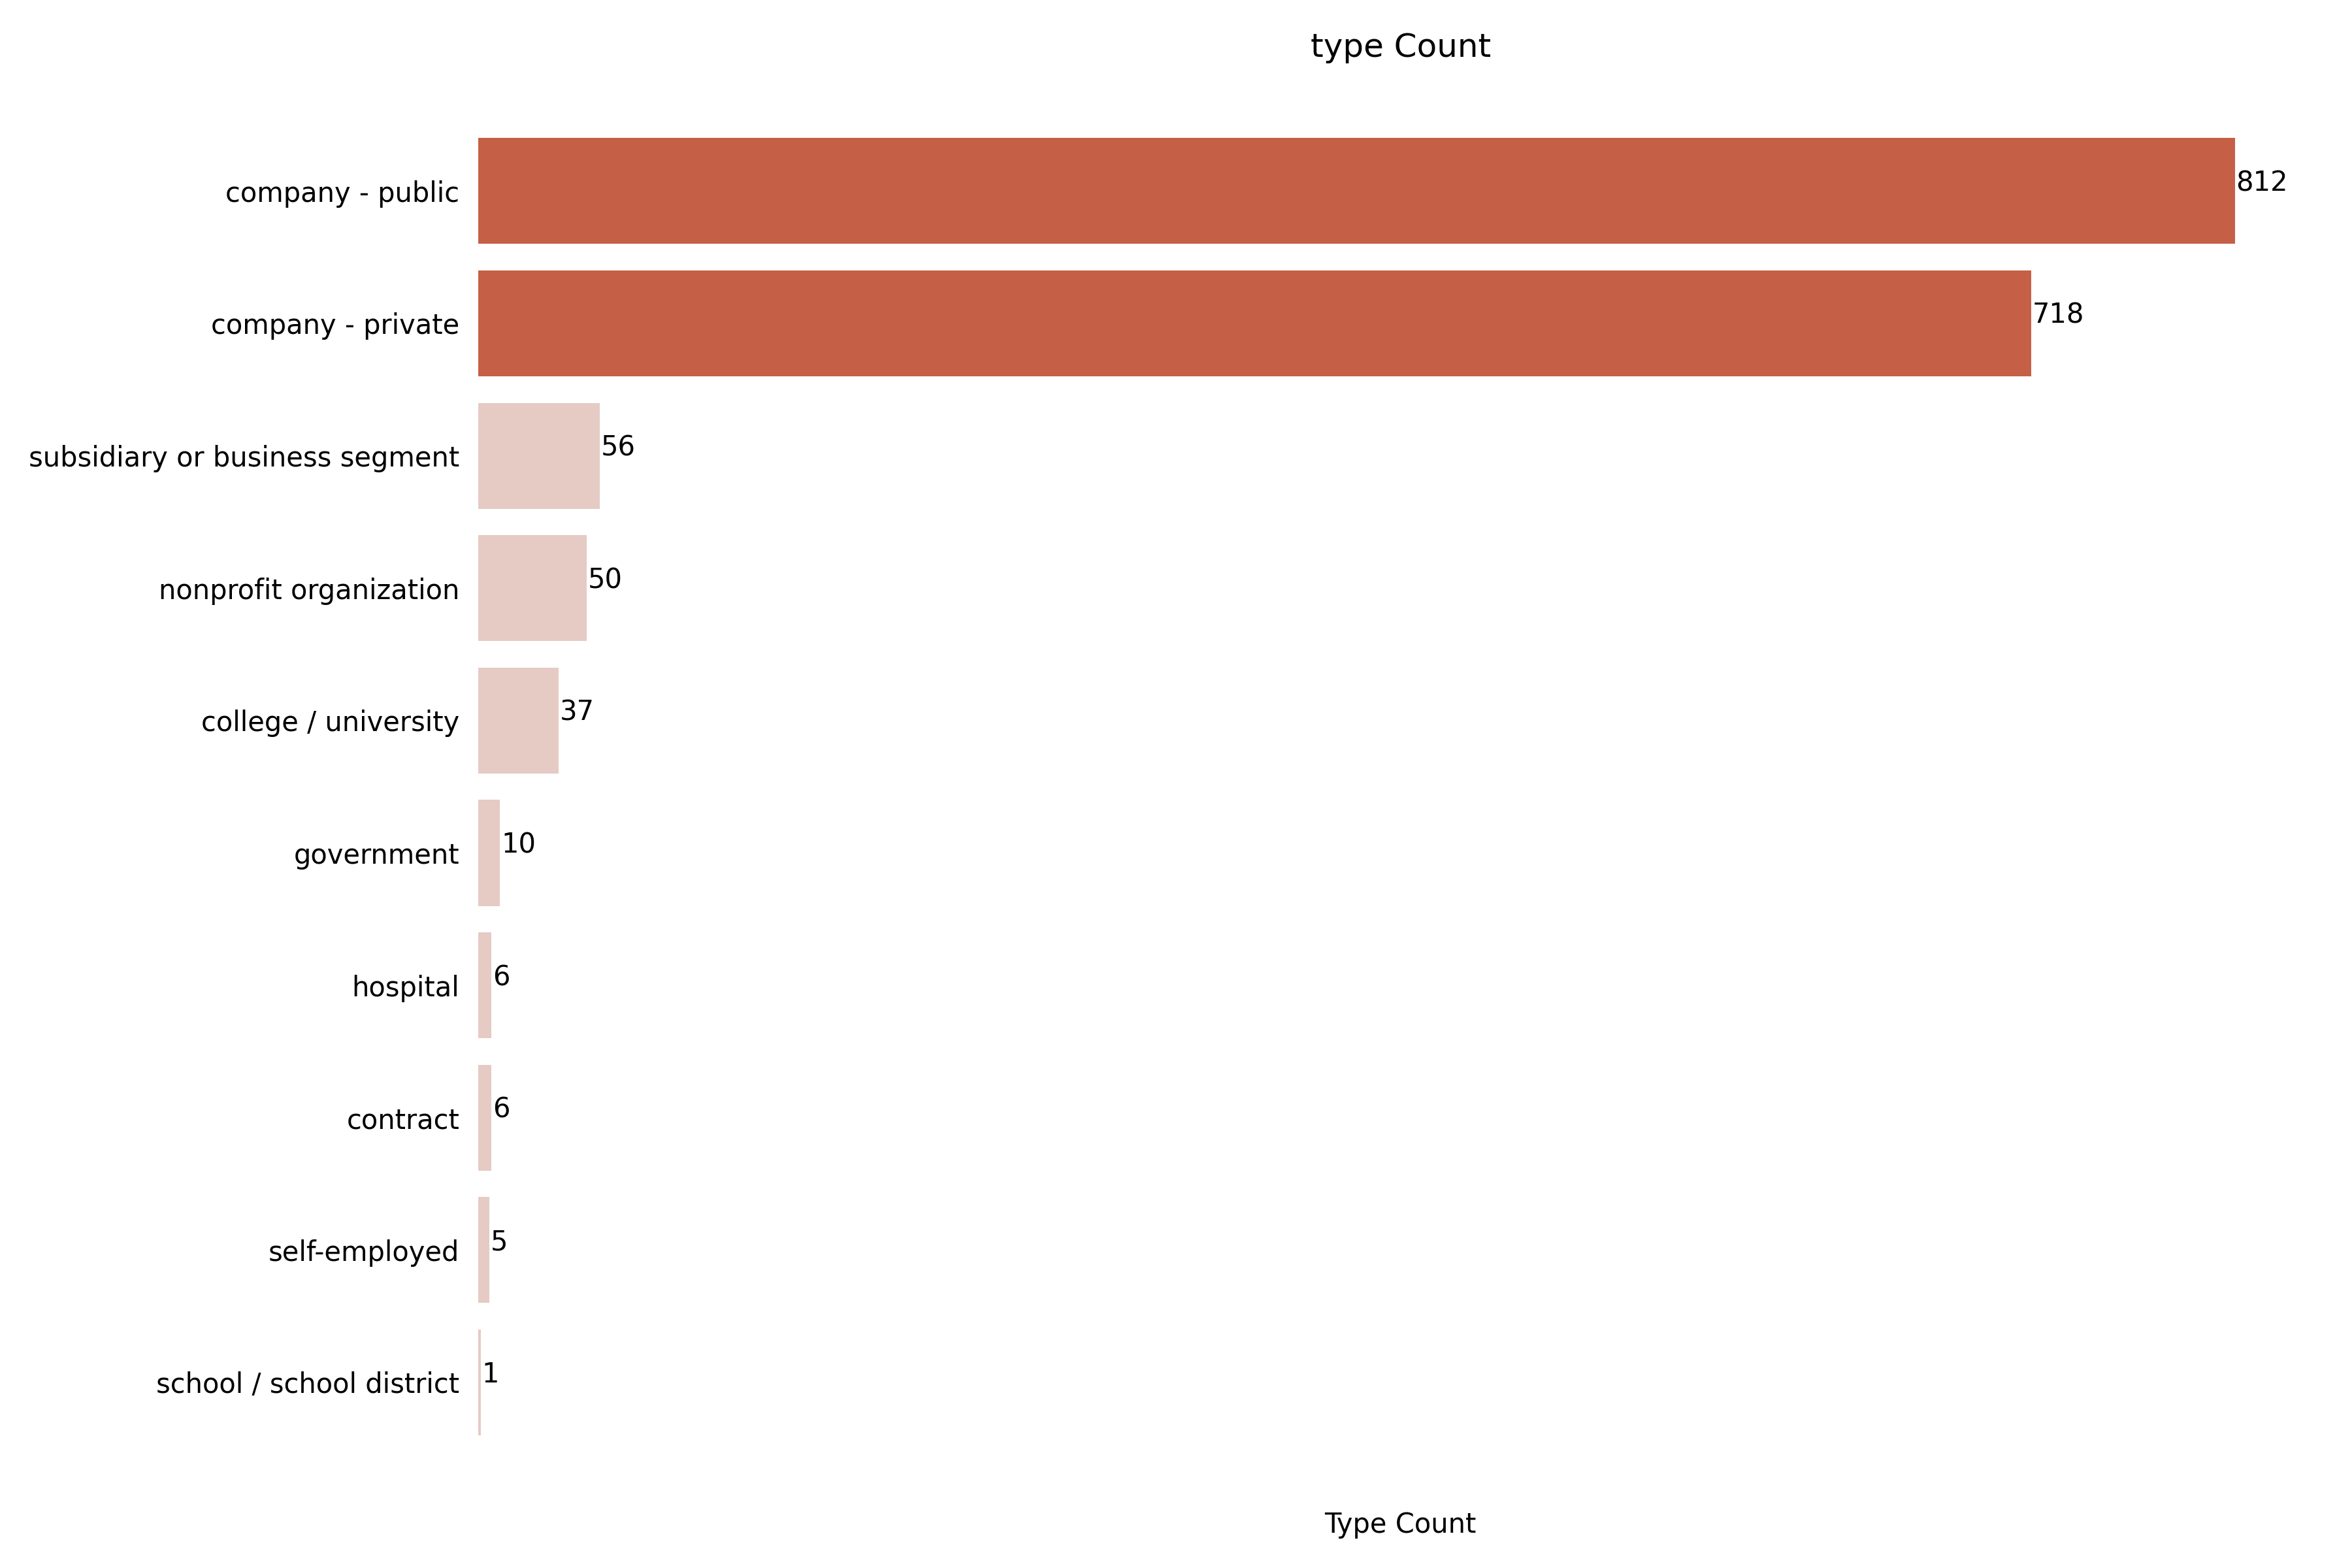 type Count
company - public 812
company - private 718
subsidiary or business segment 56
nonprofit organization 50
college / university 37
government 10
hospital 6
contract 6
self-employed 5
school / school district 1
Type Count